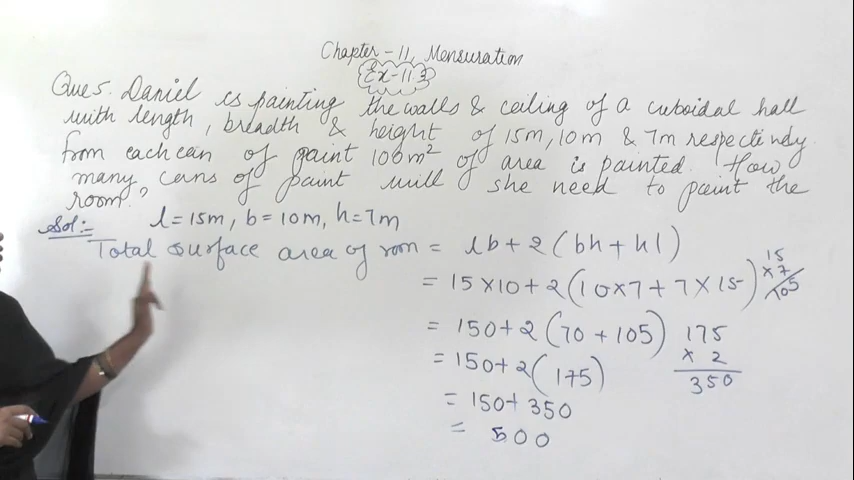 Chapter - 11, Mensuration
Ex-11.3
Ques. Daniel is painting the walls & ceiling of a cuboidal hall
with length, breadth & height of 15m, 10m & 7m respectively.
from each can of paint 100m² of area is painted. How
many cans of paint will she need to paint the
room?
Sol:- l = 15m, b = 10m, h = 7m
Total surface area of room = lb + 2 (bh + hl)
= 15 × 10 + 2 (10 × 7 + 7 × 15)
15
× 7
105
= 150 + 2 (70 + 105)
= 150 + 2 (175)
175
× 2
350
= 150 + 350
= 500